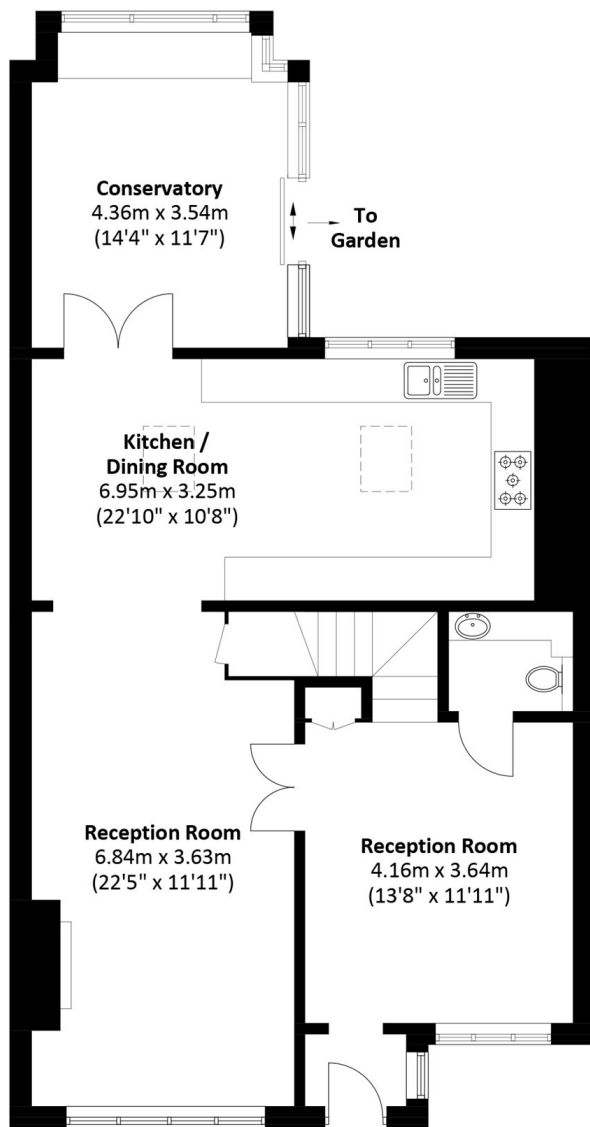 Conservatory
4.36m x 3.54m
(14'4" x 11'7")
To
Garden
Kitchen /
Dining Room
6.95m x 3.25m
(22'10" x 10'8")
Reception Room
6.84m x 3.63m
(22'5" x 11'11")
Reception Room
4.16m x 3.64m
(13'8" x 11'11")